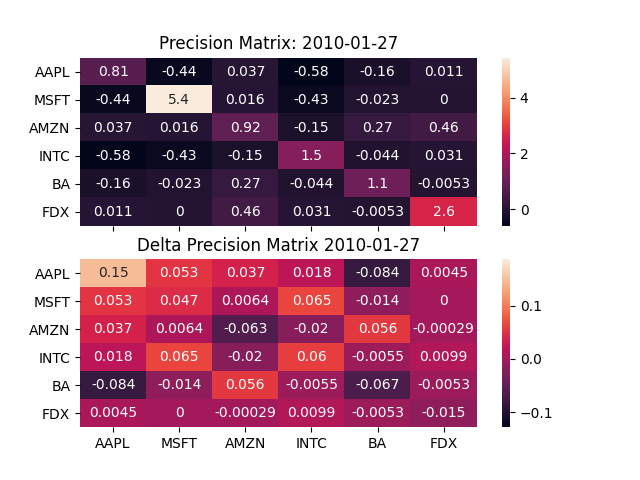 Precision Matrix: 2010-01-27
AAPL 0.81 -0.44 0.037 -0.58 -0.16 0.011
MSFT -0.44 5.4 0.016 -0.43 -0.023 0
AMZN 0.037 0.016 0.92 -0.15 0.27 0.46
INTC -0.58 -0.43 -0.15 1.5 -0.044 0.031
BA -0.16 -0.023 0.27 -0.044 1.1 -0.0053
FDX 0.011 0 0.46 0.031 -0.0053 2.6
4
2
0
Delta Precision Matrix 2010-01-27
AAPL 0.15 0.053 0.037 0.018 -0.084 0.0045
MSFT 0.053 0.047 0.0064 0.065 -0.014 0
AMZN 0.037 0.0064 -0.063 -0.02 0.056 -0.00029
INTC 0.018 0.065 -0.02 0.06 -0.0055 0.0099
BA -0.084 -0.014 0.056 -0.0055 -0.067 -0.0053
FDX 0.0045 0 -0.00029 0.0099 -0.0053 -0.015
AAPL MSFT AMZN INTC BA FDX
0.1
0.0
−0.1